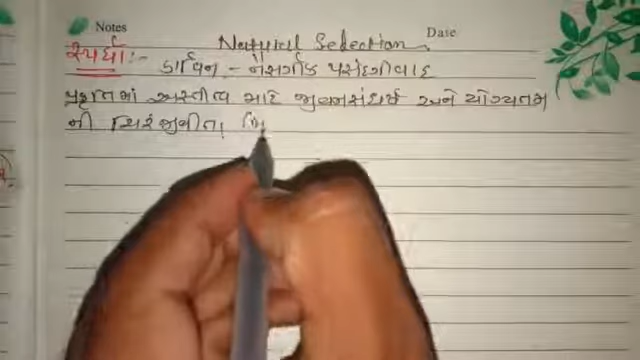 Notes
Date
Natural Selection
સ્પર્ધા :-
ડાર્વિન - નૈસર્ગીક પસંદગીવાદ
પ્રકૃતિમાં અસ્તીત્વ માટે જીવનસંઘર્ષ અને યોગ્યતમ
ની ચિરંજીવીતા